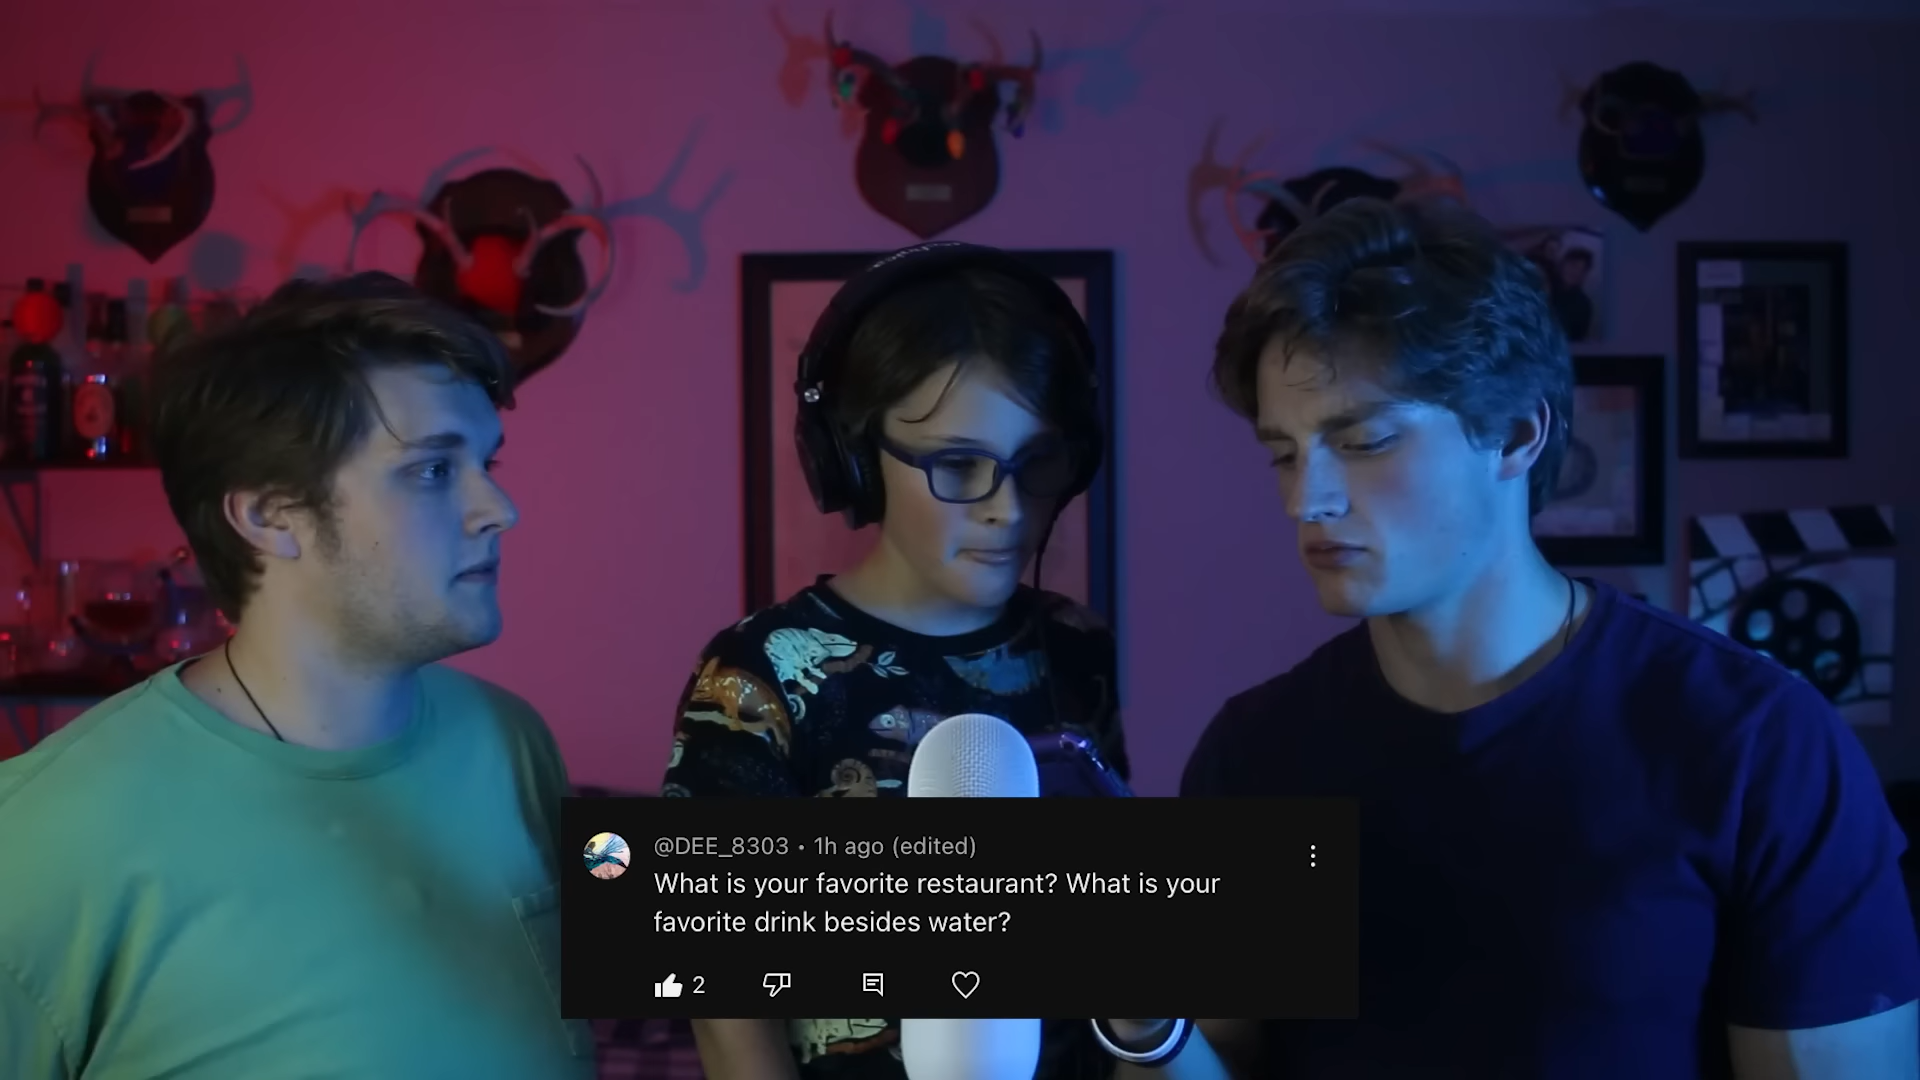 @DEE_8303 • 1h ago (edited)
What is your favorite restaurant? What is your
favorite drink besides water?
2